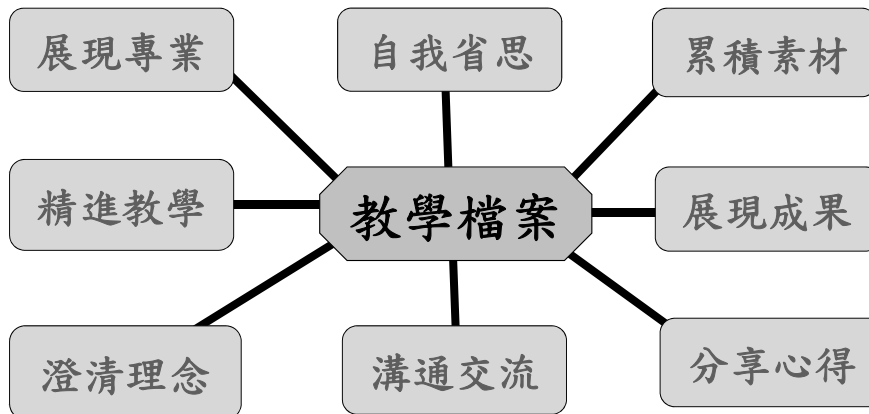 展現專業
自我省思
累積素材
精進教學
教學檔案
展現成果
澄清理念
溝通交流
分享心得